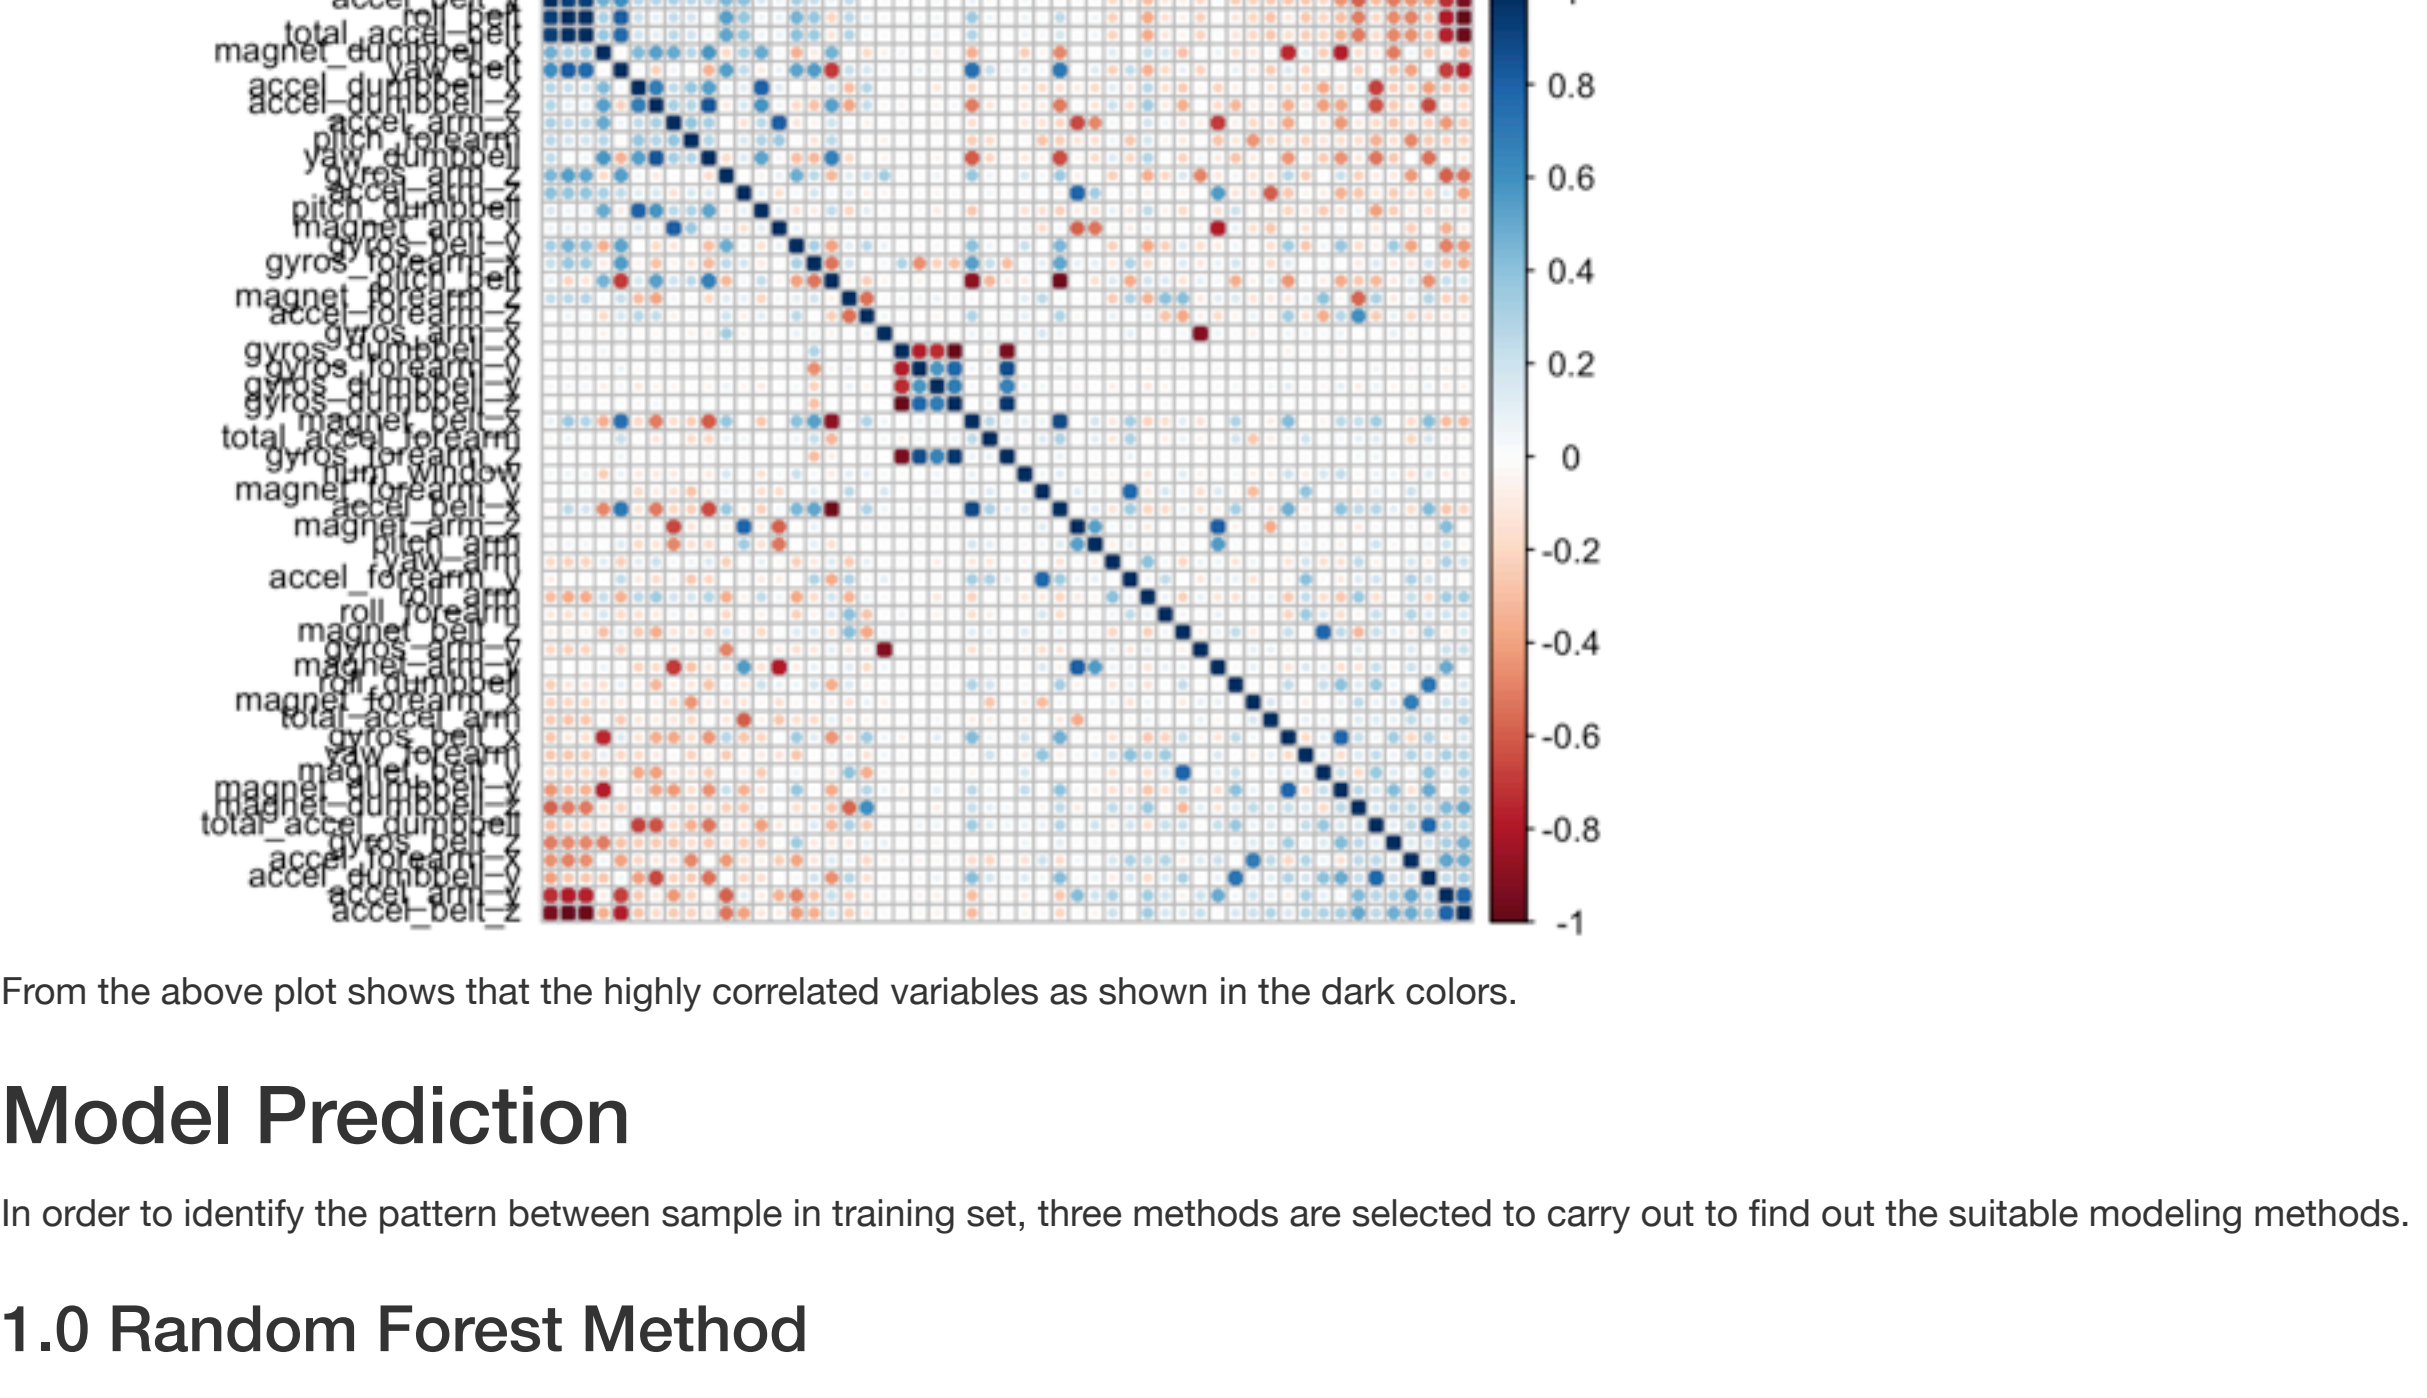 roll_belt
total_accel_belt
magnet_dumbbell_x
yaw_belt
accel_dumbbell_x
accel_dumbbell_z
accel_arm_x
pitch_forearm
yaw_dumbbell
gyros_arm_z
accel_arm_z
pitch_dumbbell
magnet_arm_x
gyros_belt_y
gyros_forearm_x
pitch_belt
magnet_forearm_z
accel_forearm_z
gyros_arm_x
gyros_dumbbell_x
gyros_forearm_y
gyros_dumbbell_y
gyros_dumbbell_z
magnet_belt_x
total_accel_forearm
gyros_forearm_z
num_window
magnet_forearm_y
accel_belt_x
magnet_arm_z
pitch_arm
yaw_arm
accel_forearm_y
roll_arm
roll_forearm
magnet_belt_z
gyros_arm_y
magnet_arm_y
roll_dumbbell
magnet_forearm_x
total_accel_arm
gyros_belt_x
yaw_forearm
magnet_belt_y
magnet_dumbbell_y
magnet_dumbbell_z
total_accel_dumbbell
gyros_belt_z
accel_forearm_x
accel_dumbbell_y
accel_arm_y
accel_belt_z
0.8
0.6
0.4
0.2
0
-0.2
-0.4
-0.6
-0.8
-1
From the above plot shows that the highly correlated variables as shown in the dark colors.
Model Prediction
In order to identify the pattern between sample in training set, three methods are selected to carry out to find out the suitable modeling methods.
1.0 Random Forest Method